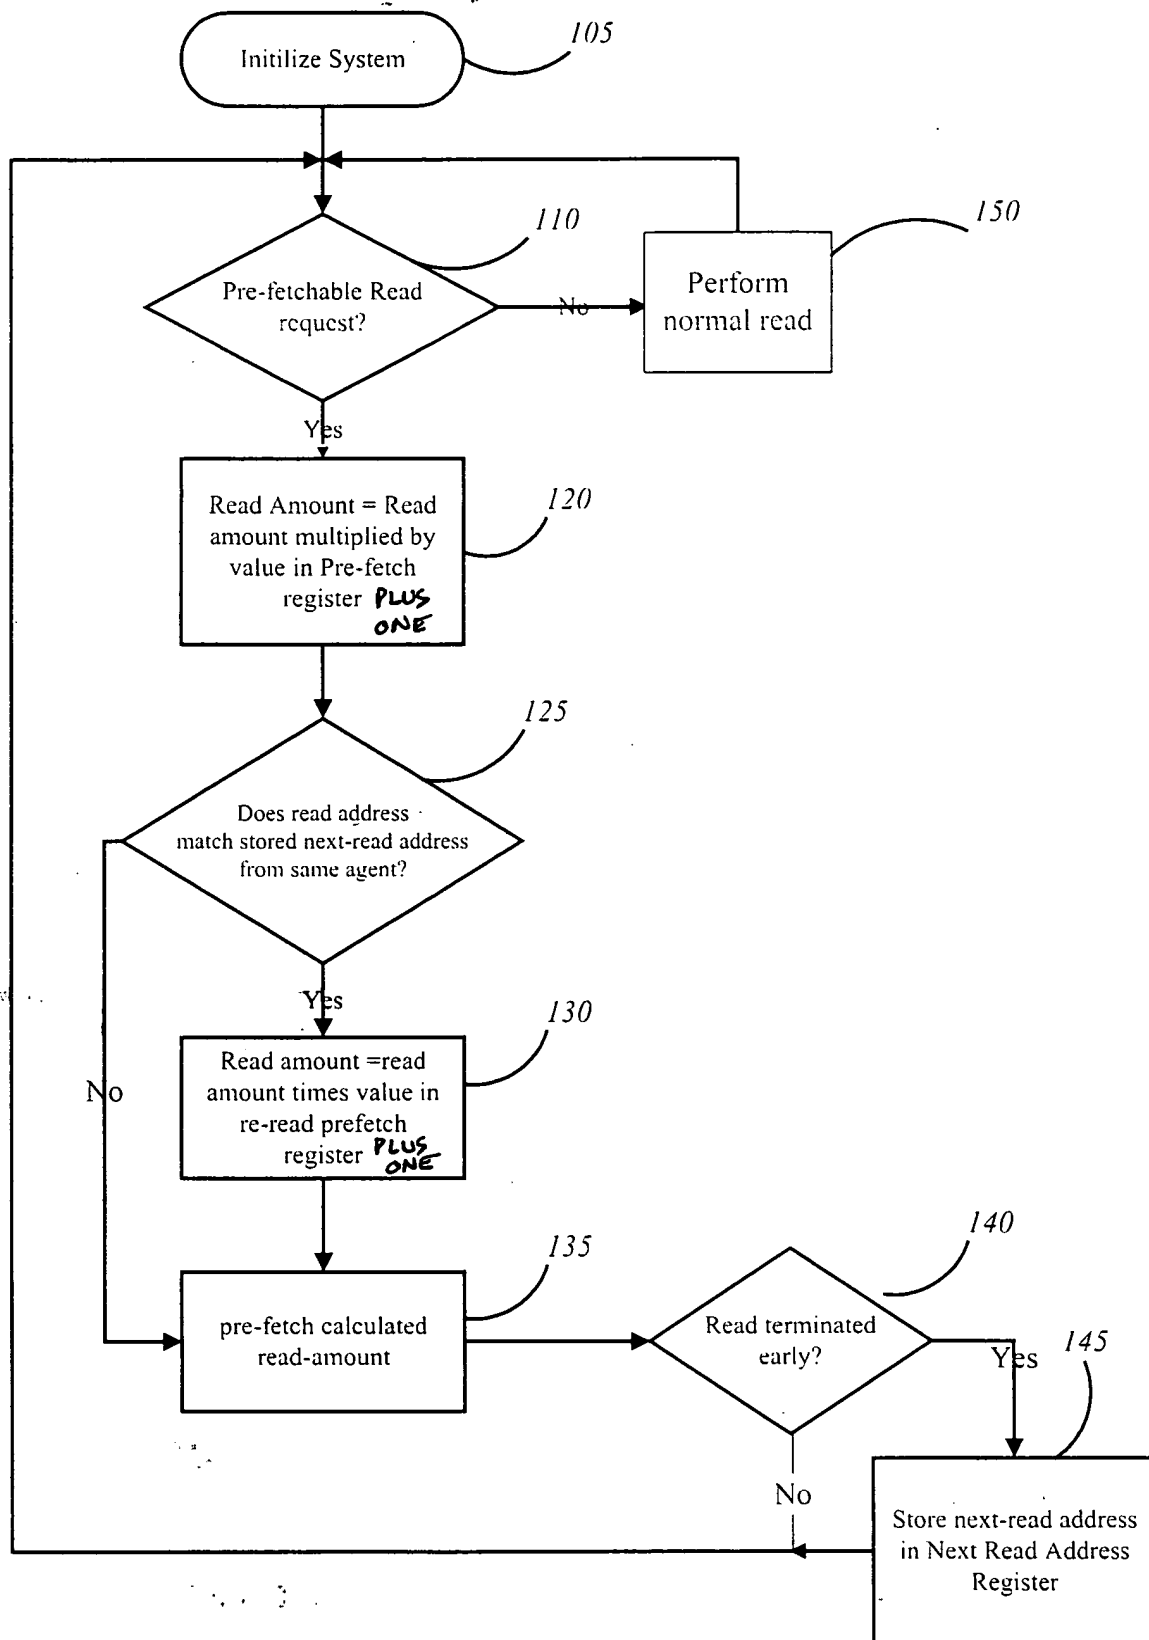 Initilize System
105
110
Pre-fetchable Read
request?
No
150
Perform
normal read
Yes
120
Read Amount = Read
amount multiplied by
value in Pre-fetch
register PLUS
ONE
125
Does read address
match stored next-read address
from same agent?
Yes
No
130
Read amount =read
amount times value in
re-read prefetch
register PLUS
ONE
135
pre-fetch calculated
read-amount
140
Read terminated
early?
Yes
145
No
Store next-read address
in Next Read Address
Register